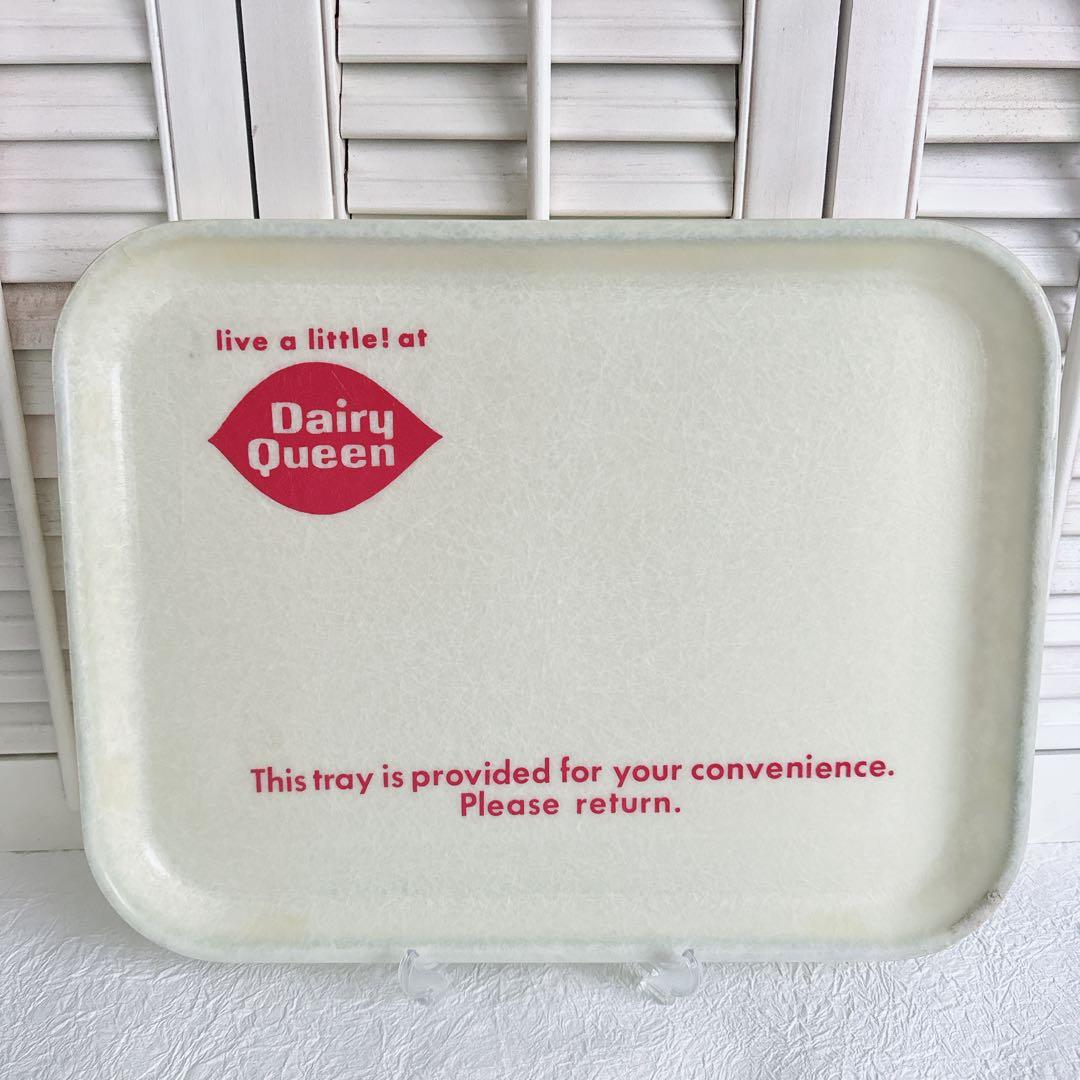 live a little! at
Dairy
Queen
This tray is provided for your convenience.
Please return.